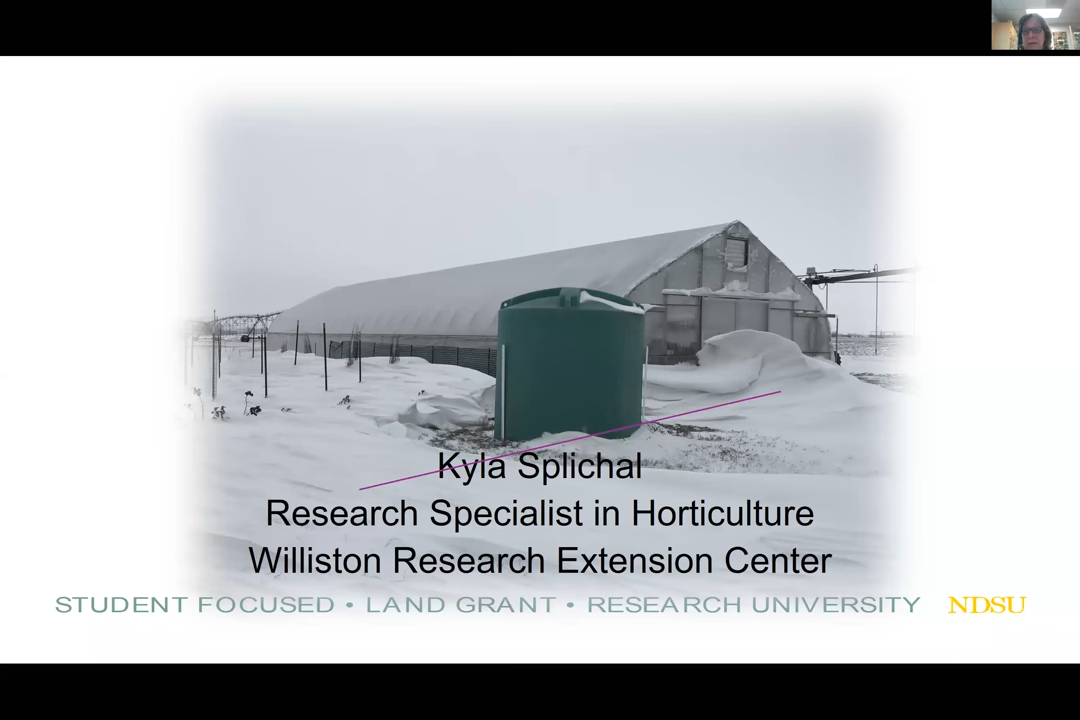 Kyla Splichal
Research Specialist in Horticulture
Williston Research Extension Center
STUDENT FOCUSED • LAND GRANT • RESEARCH UNIVERSITY NDSU